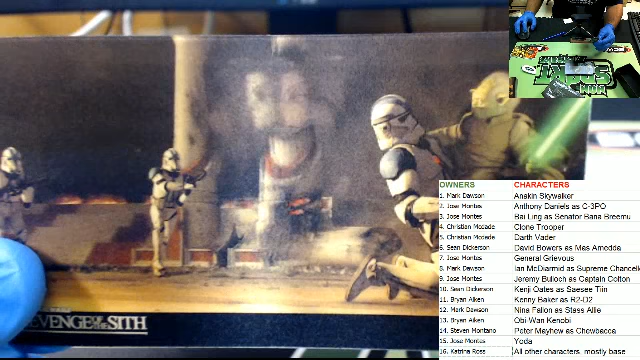 OWNERS CHARACTERS
1. Mark Dawson Anakin Skywalker
2. Jose Montes Anthony Daniels as C-3PO
3. Jose Montes Bai Ling as Senator Bana Breemu
4. Christian Mcdade Clone Trooper
5. Christian Mcdade Darth Vader
6. Sean Dickerson David Bowers as Mas Amedda
7. Jose Montes General Grievous
8. Mark Dawson Ian McDiarmid as Supreme Chancell
9. Jose Montes Jeremy Bulloch as Captain Colton
10. Sean Dickerson Kenji Oates as Saesee Tiin
11. Bryan Aiken Kenny Baker as R2-D2
12. Mark Dawson Nina Fallon as Stass Allie
13. Bryan Aiken Obi-Wan Kenobi
14. Steven Montano Peter Mayhew as Chewbacca
15. Jose Montes Yoda
16. Katrina Ross All other characters, mostly base
EVENGE OF THE SITH